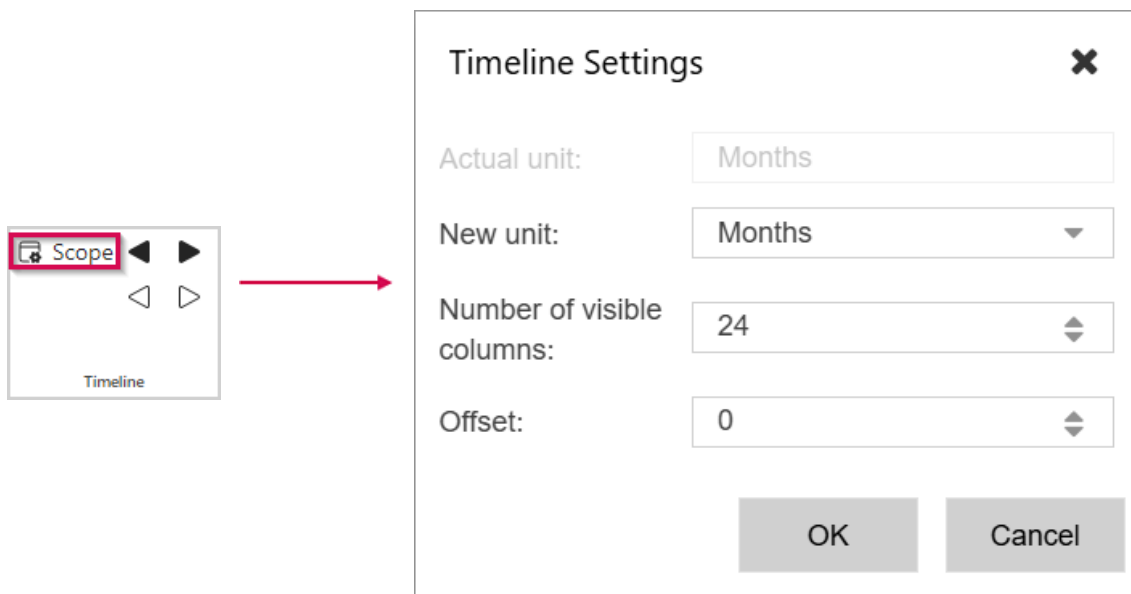 Scope
Timeline
Timeline Settings
Actual unit: Months
New unit: Months
Number of visible
columns: 24
Offset: 0
OK Cancel